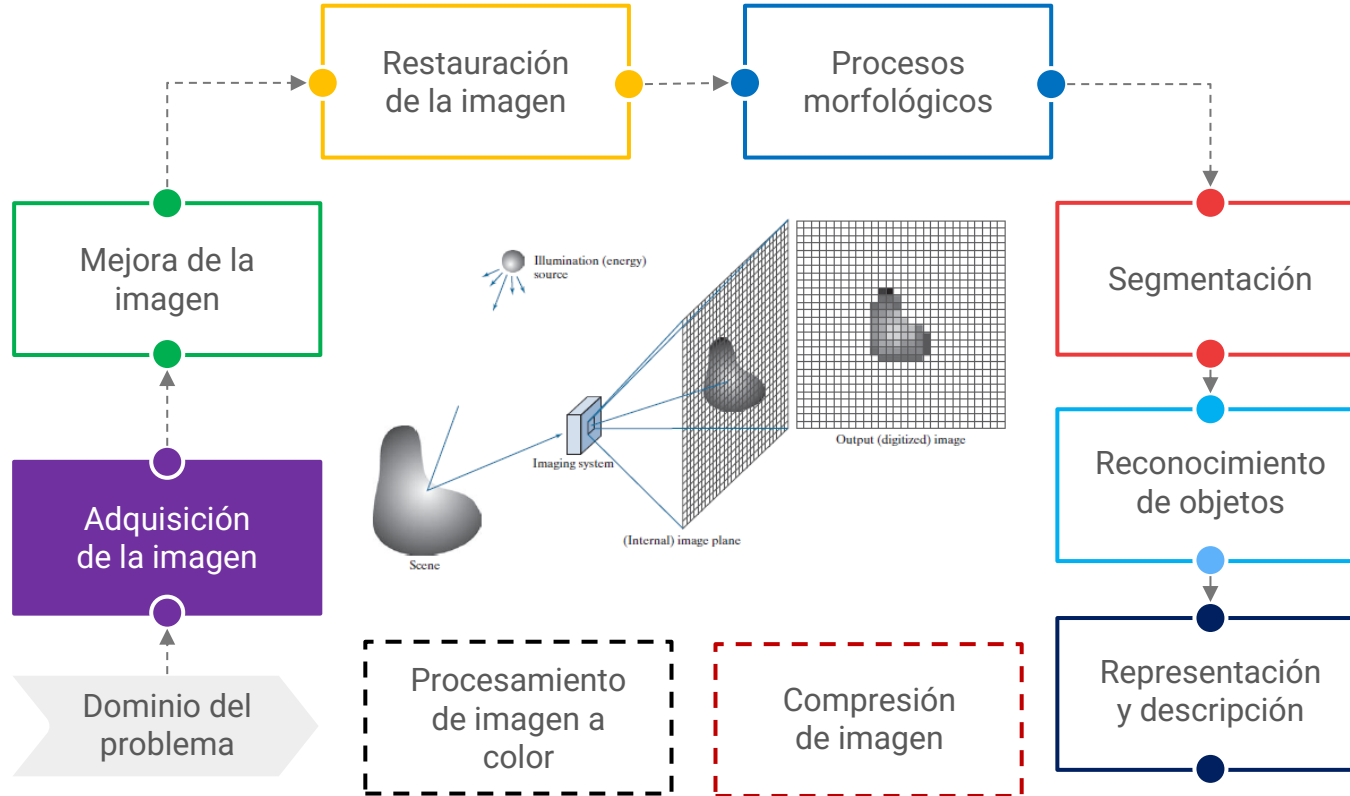 Restauración
de la imagen
Procesos
morfológicos
Mejora de la
imagen
Segmentación
Illumination (energy)
source
Output (digitized) image
Imaging system
(Internal) image plane
Scene
Adquisición
de la imagen
Reconocimiento
de objetos
Dominio del
problema
Procesamiento
de imagen a
color
Compresión
de imagen
Representación
y descripción